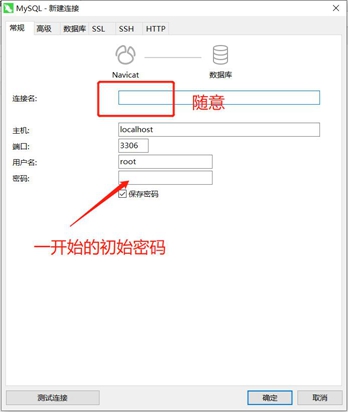 MySQL - 新建连接
常规 高级 数据库 SSL SSH HTTP
Navicat 数据库
连接名: 随意
主机: localhost
端口: 3306
用户名: root
密码:
保存密码
一开始的初始密码
测试连接 确定 取消